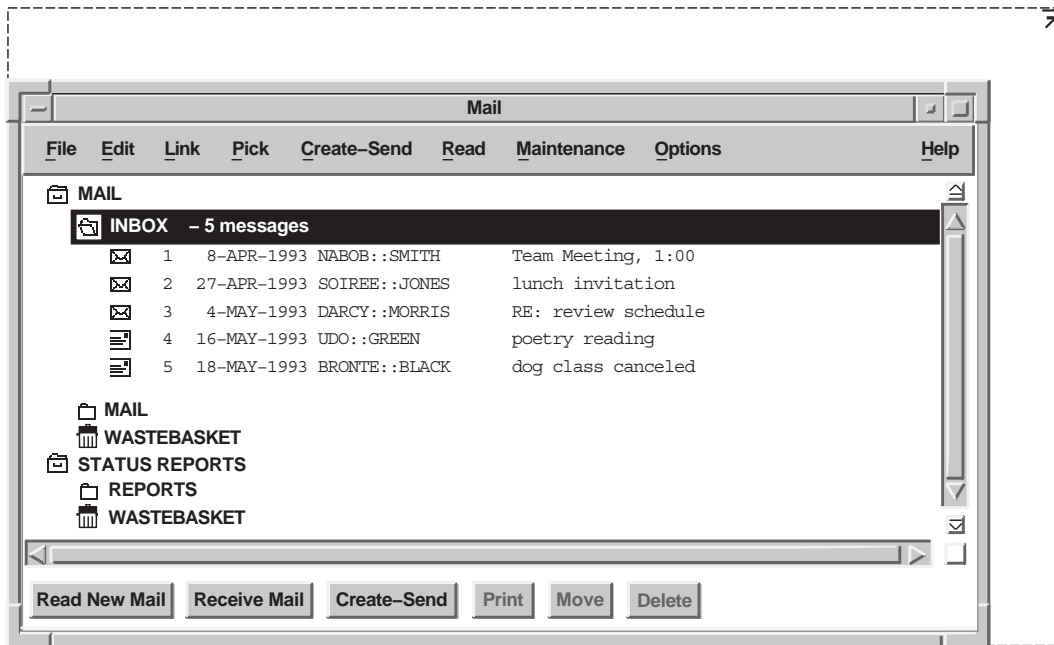 Mail
File Edit Link Pick Create–Send Read Maintenance Options Help
MAIL
INBOX – 5 messages
1 8–APR–1993 NABOB::SMITH Team Meeting, 1:00
2 27–APR–1993 SOIREE::JONES lunch invitation
3 4–MAY–1993 DARCY::MORRIS RE: review schedule
4 16–MAY–1993 UDO::GREEN poetry reading
5 18–MAY–1993 BRONTE::BLACK dog class canceled
MAIL
WASTEBASKET
STATUS REPORTS
REPORTS
WASTEBASKET
Read New Mail Receive Mail Create–Send Print Move Delete